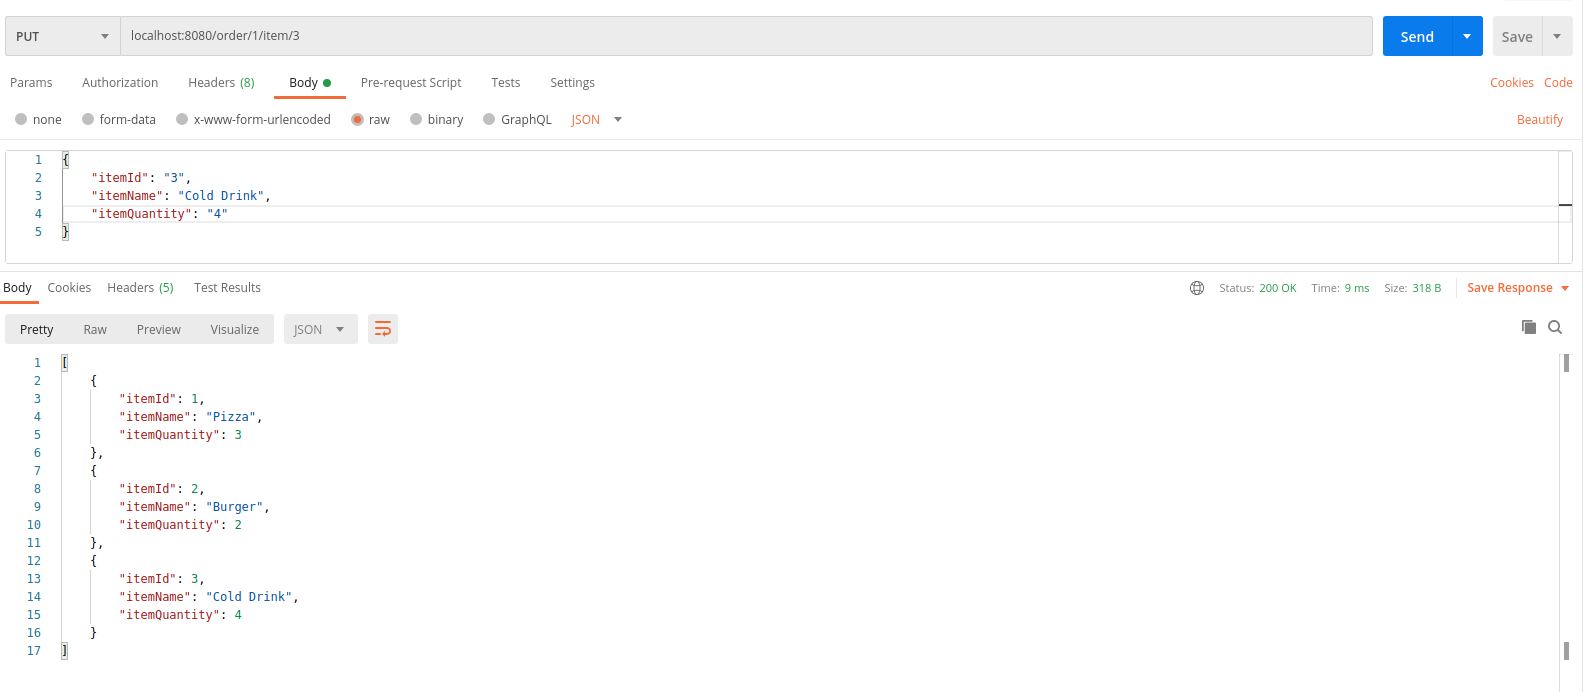 PUT localhost:8080/order/1/item/3 Send Save
Params Authorization Headers (8) Body Pre-request Script Tests Settings Cookies Code
none form-data x-www-form-urlencoded raw binary GraphQL JSON Beautify
1 {
2 "itemId": "3",
3 "itemName": "Cold Drink",
4 "itemQuantity": "4"
5 }
Body Cookies Headers (5) Test Results Status: 200 OK Time: 9 ms Size: 318 B Save Response
Pretty Raw Preview Visualize JSON
1 [
2 {
3 "itemId": 1,
4 "itemName": "Pizza",
5 "itemQuantity": 3
6 },
7 {
8 "itemId": 2,
9 "itemName": "Burger",
10 "itemQuantity": 2
11 },
12 {
13 "itemId": 3,
14 "itemName": "Cold Drink",
15 "itemQuantity": 4
16 }
17 ]